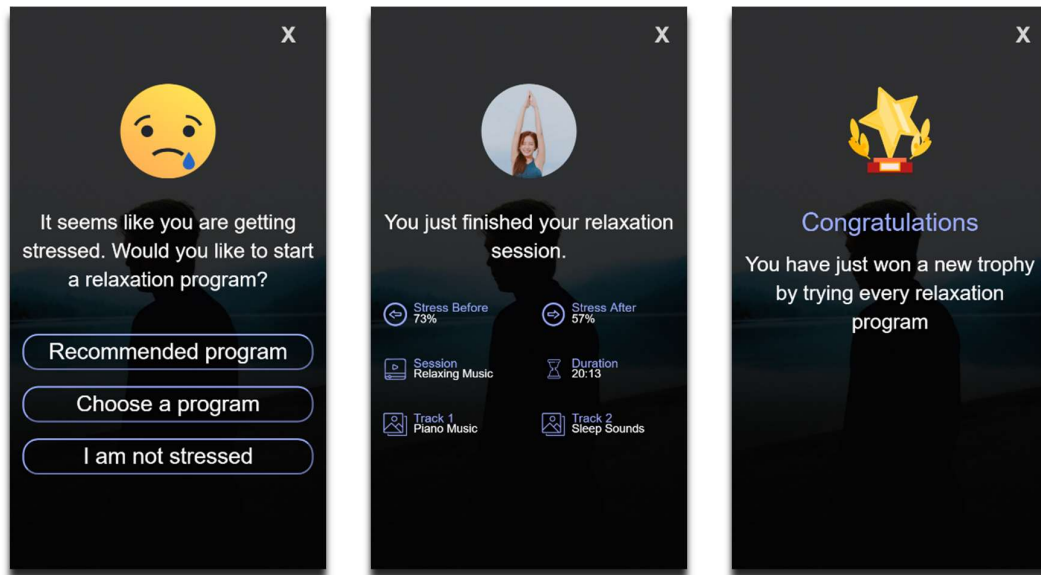 X
It seems like you are getting
stressed. Would you like to start
a relaxation program?
Recommended program
Choose a program
I am not stressed
X
You just finished your relaxation
session.
Stress Before
73%
Stress After
57%
Session
Relaxing Music
Duration
20:13
Track 1
Piano Music
Track 2
Sleep Sounds
X
Congratulations
You have just won a new trophy
by trying every relaxation
program